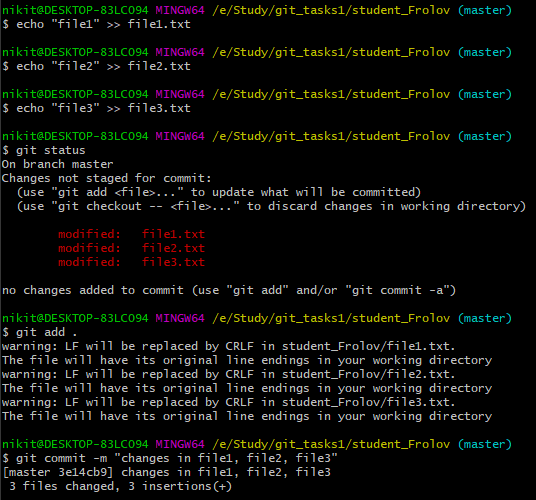 nikit@DESKTOP-83LCO94 MINGW64 /e/Study/git_tasks1/student_Frolov (master)
$ echo "file1" >> file1.txt
nikit@DESKTOP-83LCO94 MINGW64 /e/Study/git_tasks1/student_Frolov (master)
$ echo "file2" >> file2.txt
nikit@DESKTOP-83LCO94 MINGW64 /e/Study/git_tasks1/student_Frolov (master)
$ echo "file3" >> file3.txt
nikit@DESKTOP-83LCO94 MINGW64 /e/Study/git_tasks1/student_Frolov (master)
$ git status
On branch master
Changes not staged for commit:
  (use "git add <file>..." to update what will be committed)
  (use "git checkout -- <file>..." to discard changes in working directory)
        modified:   file1.txt
        modified:   file2.txt
        modified:   file3.txt
no changes added to commit (use "git add" and/or "git commit -a")
nikit@DESKTOP-83LCO94 MINGW64 /e/Study/git_tasks1/student_Frolov (master)
$ git add .
warning: LF will be replaced by CRLF in student_Frolov/file1.txt.
The file will have its original line endings in your working directory
warning: LF will be replaced by CRLF in student_Frolov/file2.txt.
The file will have its original line endings in your working directory
warning: LF will be replaced by CRLF in student_Frolov/file3.txt.
The file will have its original line endings in your working directory
nikit@DESKTOP-83LCO94 MINGW64 /e/Study/git_tasks1/student_Frolov (master)
$ git commit -m "changes in file1, file2, file3"
[master 3e14cb9] changes in file1, file2, file3
 3 files changed, 3 insertions(+)